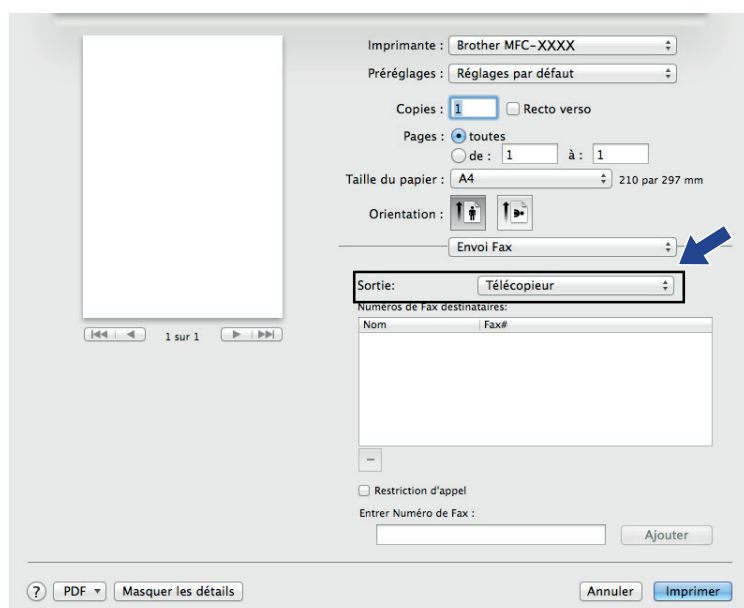 Imprimante : Brother MFC-XXXX
Préréglages : Réglages par défaut
Copies : 1 Recto verso
Pages : toutes
de : 1 à : 1
Taille du papier : A4 210 par 297 mm
Orientation :
Envoi Fax
Sortie: Télécopieur
Numéros de Fax destinataires:
Nom Fax#
1 sur 1
–
Restriction d'appel
Entrer Numéro de Fax :
Ajouter
? PDF Masquer les détails Annuler Imprimer